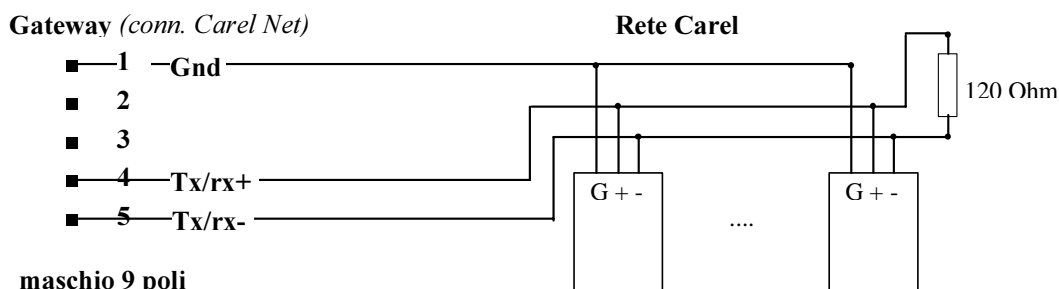 Gateway (conn. Carel Net)
Rete Carel
1 Gnd
2
120 Ohm
3
4 Tx/rx+
G + -
G + -
5 Tx/rx-
....
maschio 9 poli